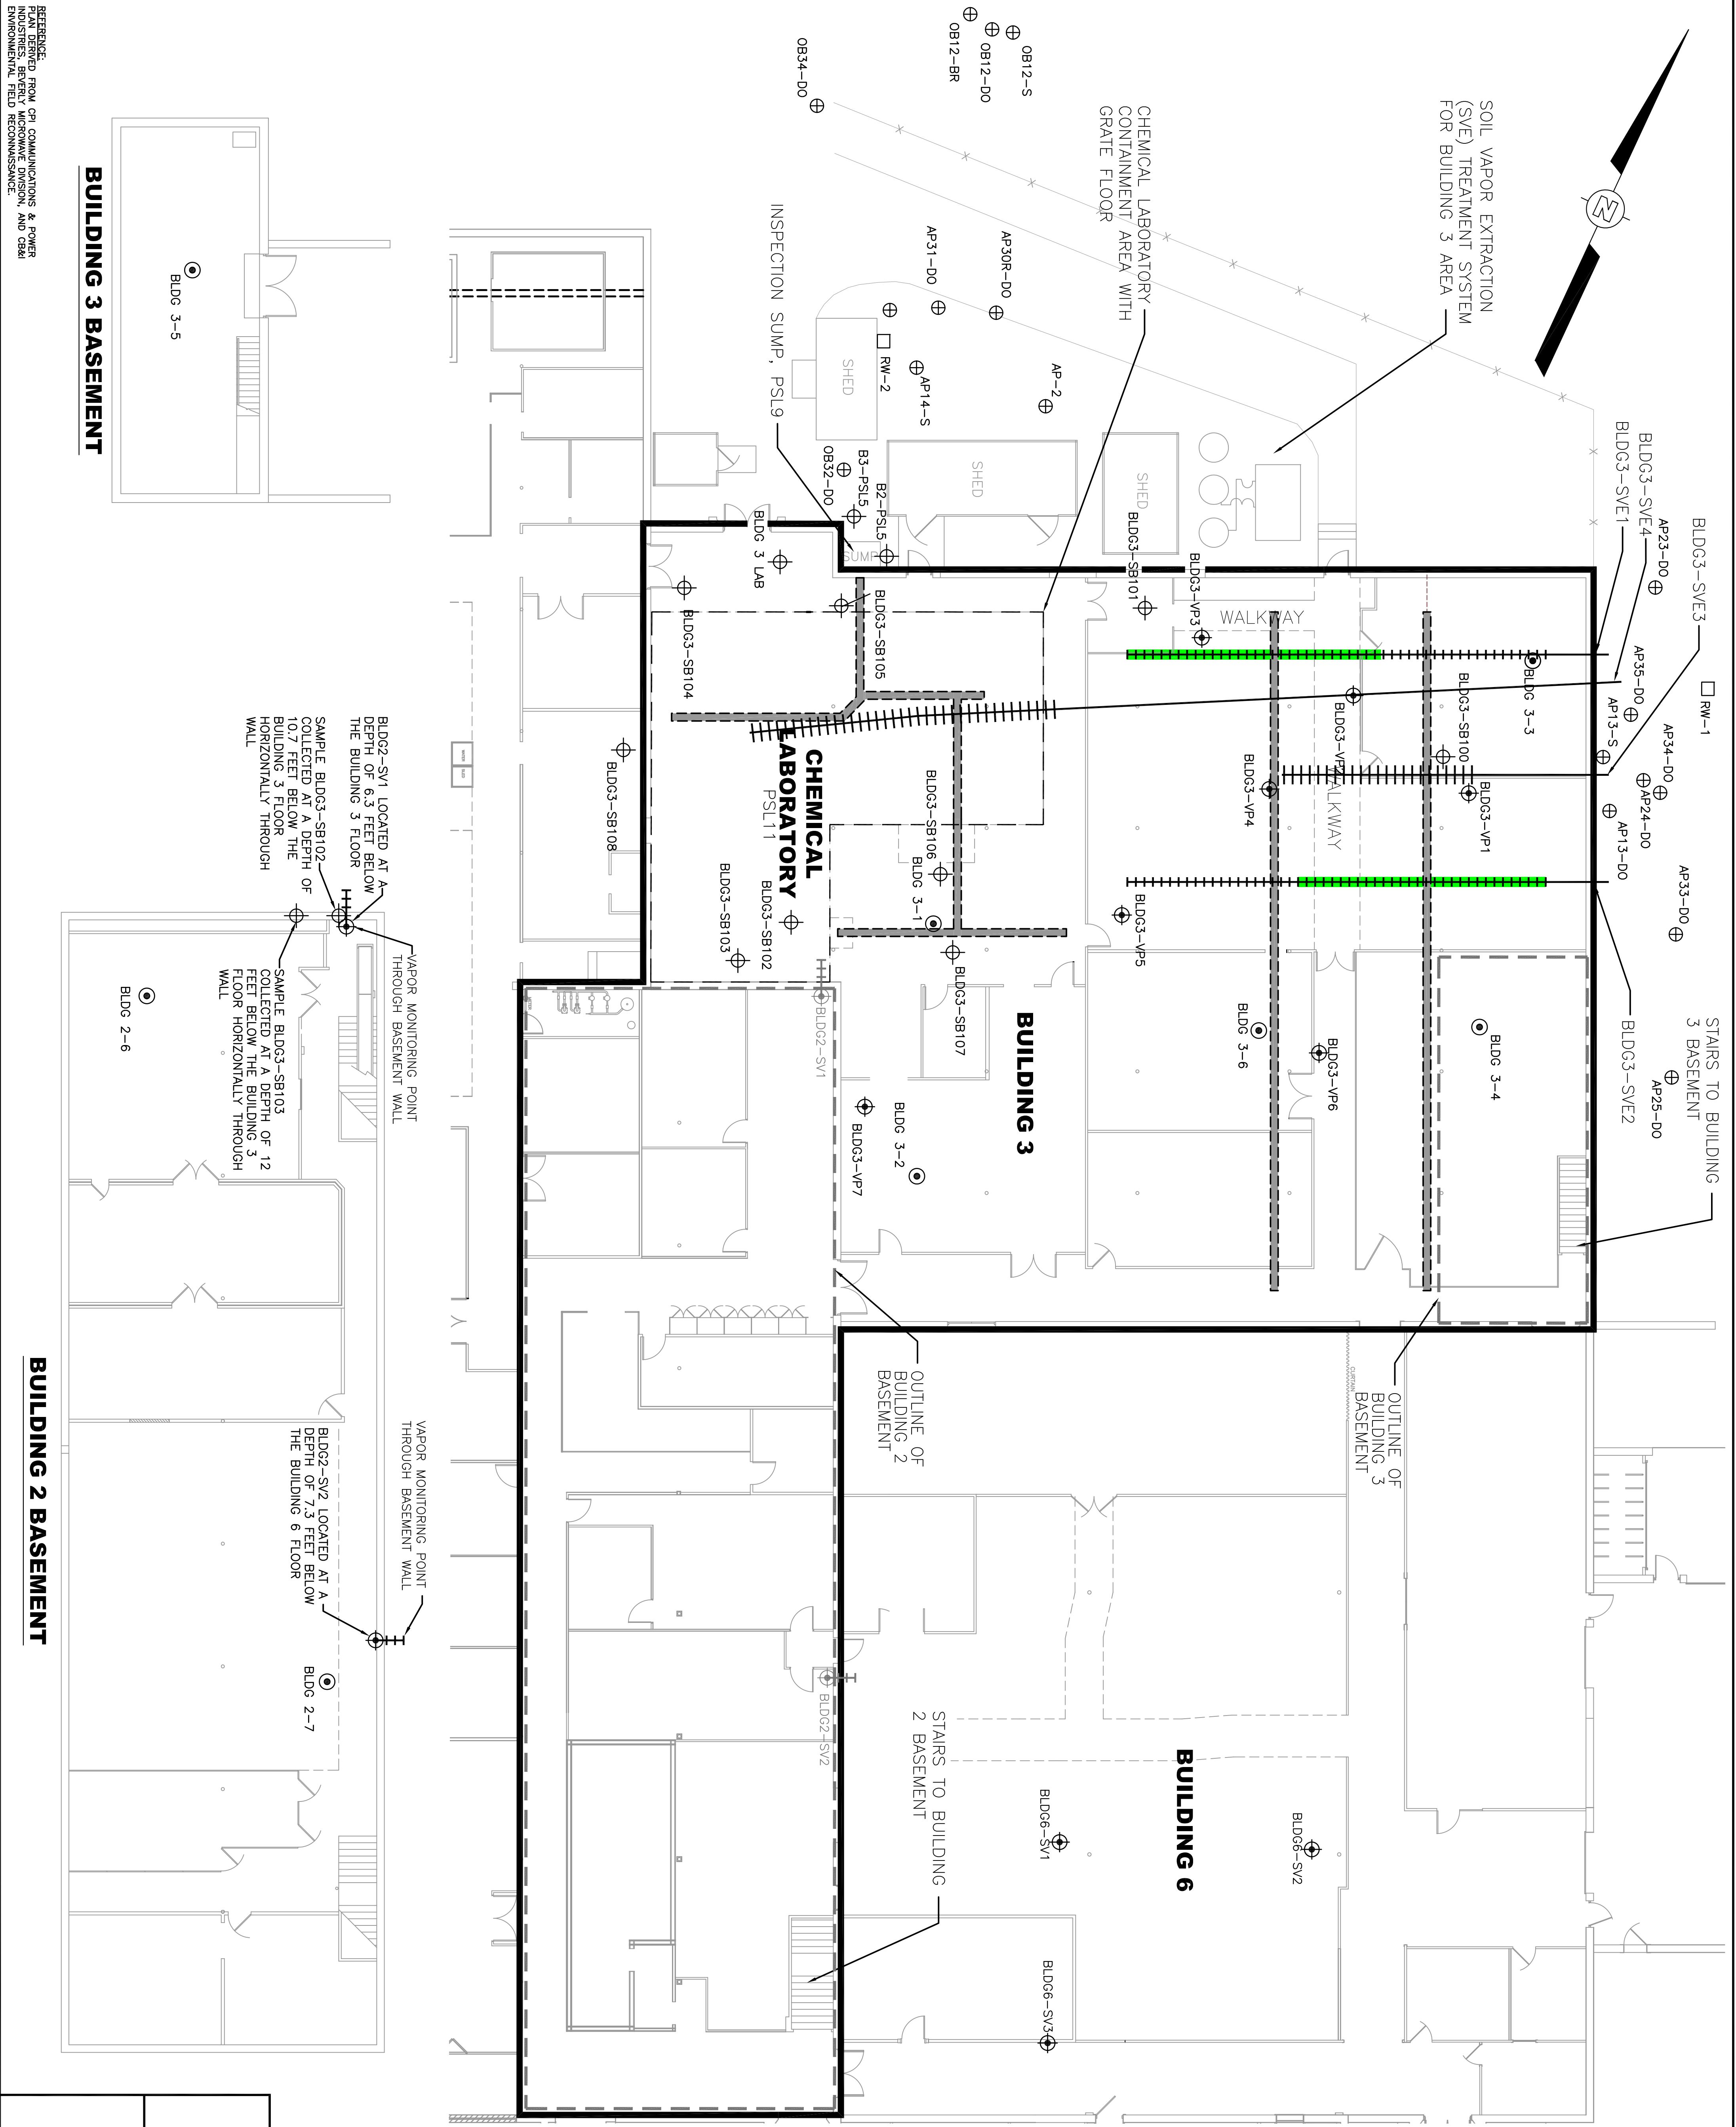 REFERENCE:
PLAN DERIVED FROM CPI COMMUNICATIONS & POWER
INDUSTRIES, BEVERLY MICROWAVE DIVISION, AND CB&I
ENVIRONMENTAL FIELD RECONNAISSANCE.
N
SOIL VAPOR EXTRACTION
(SVE) TREATMENT SYSTEM
FOR BUILDING 3 AREA
OB12-S
OB12-DO
OB12-BR
OB34-DO
CHEMICAL LABORATORY
CONTAINMENT AREA WITH
GRATE FLOOR
INSPECTION SUMP, PSL9
AP30R-DO
AP31-DO
RW-2
AP14-S
AP-2
SHED
SHED
SHED
SUMP
OB32-DO
B3-PSL5
B2-PSL5
BLDG3-SVE1
BLDG3-SVE4
AP23-DO
BLDG3-SVE3
AP35-DO
RW-1
AP13-S
AP34-DO
AP24-DO
AP13-DO
AP33-DO
BLDG3-SVE2
AP25-DO
STAIRS TO BUILDING
3 BASEMENT
BLDG 3 LAB
BLDG3-SB104
BLDG3-SB105
BLDG3-SB101
BLDG3-VP3
WALKWAY
BLDG 3-3
BLDG3-SB100
BLDG3-VP1
BLDG3-VP4
WALKWAY
BLDG3-VP5
BLDG3-SB106
BLDG 3-1
CHEMICAL
LABORATORY
PSL11
BLDG3-SB108
BLDG3-SB102
BLDG3-SB103
BLDG3-SB107
BLDG2-SV1
BUILDING 3
BLDG 3-6
BLDG3-VP6
BLDG 3-4
BLDG3-VP7
BLDG 3-2
OUTLINE OF
BUILDING 2
BASEMENT
OUTLINE OF
BUILDING 3
BASEMENT
CURTAIN
BLDG2-SV2
STAIRS TO BUILDING
2 BASEMENT
BUILDING 6
BLDG6-SV1
BLDG6-SV2
BLDG6-SV3
BLDG 3-5
BUILDING 3 BASEMENT
BLDG2-SV1 LOCATED AT A
DEPTH OF 6.3 FEET BELOW
THE BUILDING 3 FLOOR
SAMPLE BLDG3-SB102
COLLECTED AT A DEPTH OF
10.7 FEET BELOW THE
BUILDING 3 FLOOR
HORIZONTALLY THROUGH
WALL
VAPOR MONITORING POINT
THROUGH BASEMENT WALL
SAMPLE BLDG3-SB103
COLLECTED AT A DEPTH OF 12
FEET BELOW THE BUILDING 3
FLOOR HORIZONTALLY THROUGH
WALL
BLDG 2-6
VAPOR MONITORING POINT
THROUGH BASEMENT WALL
BLDG2-SV2 LOCATED AT A
DEPTH OF 7.3 FEET BELOW
THE BUILDING 6 FLOOR
BLDG 2-7
BUILDING 2 BASEMENT